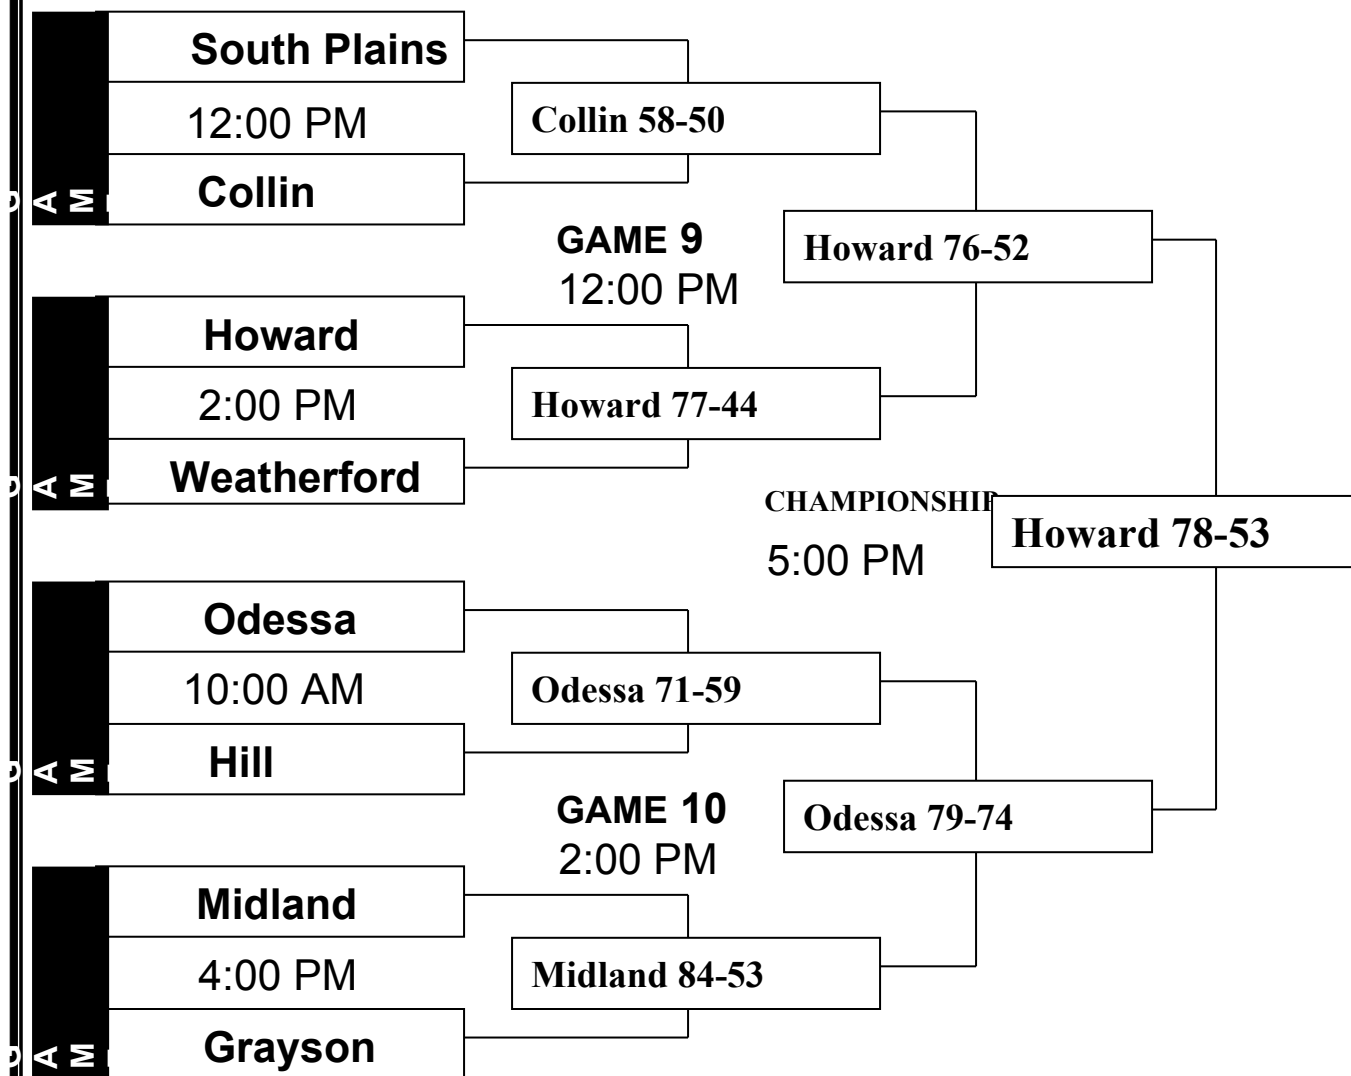 South Plains
12:00 PM
Collin
Collin 58-50
GAME 9
12:00 PM
Howard 76-52
Howard
2:00 PM
Weatherford
Howard 77-44
CHAMPIONSHIP
5:00 PM
Howard 78-53
Odessa
10:00 AM
Hill
Odessa 71-59
GAME 10
2:00 PM
Odessa 79-74
Midland
4:00 PM
Grayson
Midland 84-53